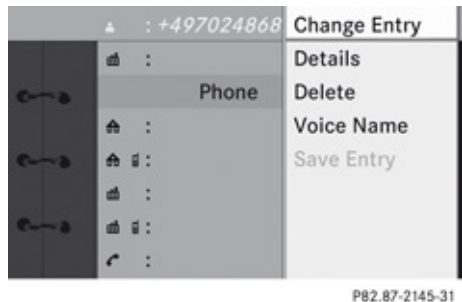 : +497024868
:
Phone
:
:
:
:
:
Change Entry
Details
Delete
Voice Name
Save Entry
P82.87-2145-31